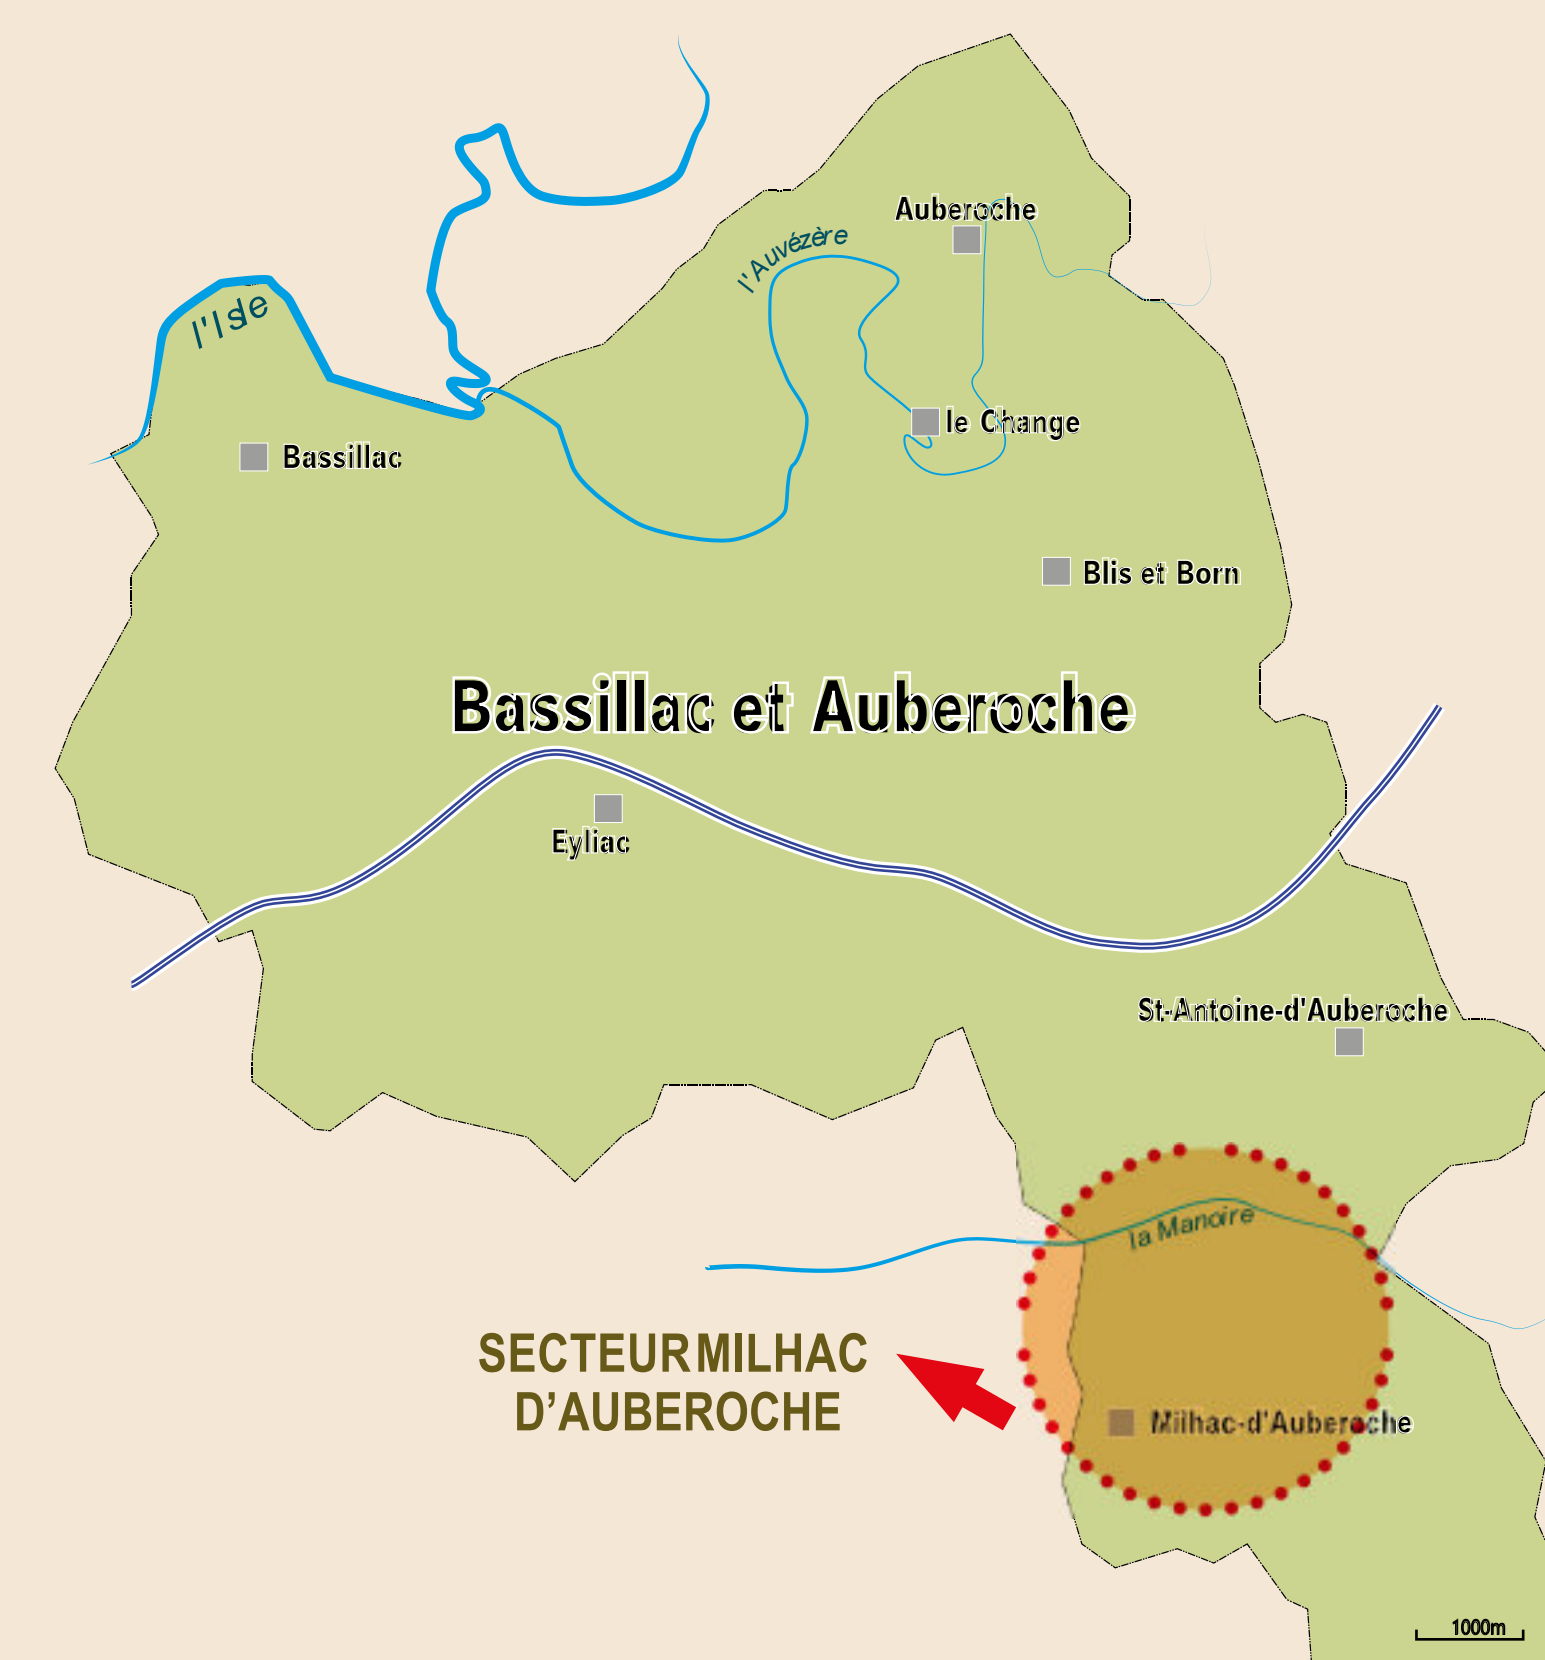 Auberoche
l'Auvézère
l'Isle
le Change
Bassillac
Blis et Born
Bassillac et Auberoche
Eyliac
St-Antoine-d'Auberoche
la Manoire
SECTEUR MILHAC
D’AUBEROCHE
Milhac-d'Auberoche
1000m